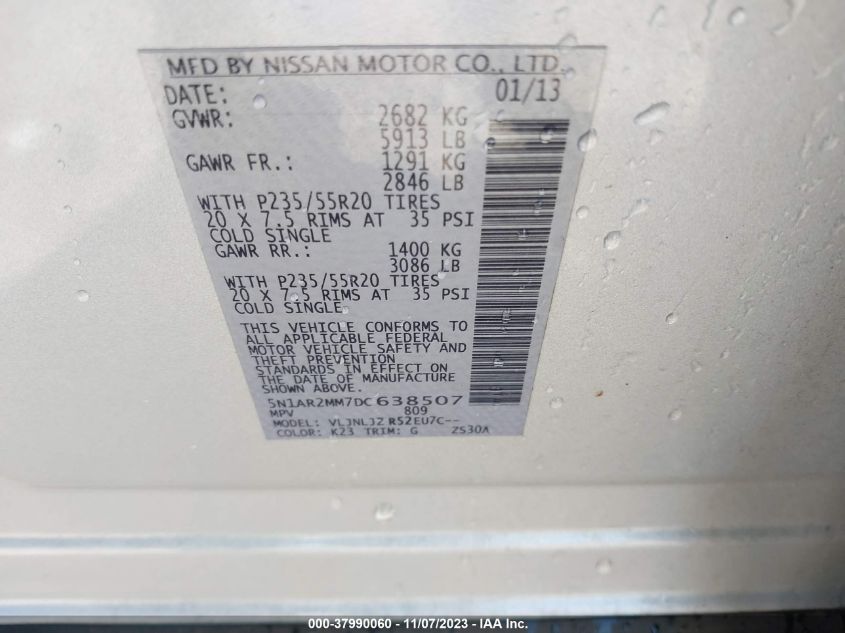 MFD BY NISSAN MOTOR CO., LTD.
DATE: 01/13
GVWR: 2682 KG
5913 LB
GAWR FR.: 1291 KG
2846 LB
WITH P235/55R20 TIRES
20 X 7.5 RIMS AT 35 PSI
COLD SINGLE
GAWR RR.: 1400 KG
3086 LB
WITH P235/55R20 TIRES
20 X 7.5 RIMS AT 35 PSI
COLD SINGLE
THIS VEHICLE CONFORMS TO
ALL APPLICABLE FEDERAL
MOTOR VEHICLE SAFETY AND
THEFT PREVENTION
STANDARDS IN EFFECT ON
THE DATE OF MANUFACTURE
SHOWN ABOVE.
5N1AR2MM7DC638507
MPV 809
MODEL: VLJNLJZ R52EU7C--
COLOR: K23 TRIM: G ZS30A
000-37990060 - 11/07/2023 - IAA Inc.